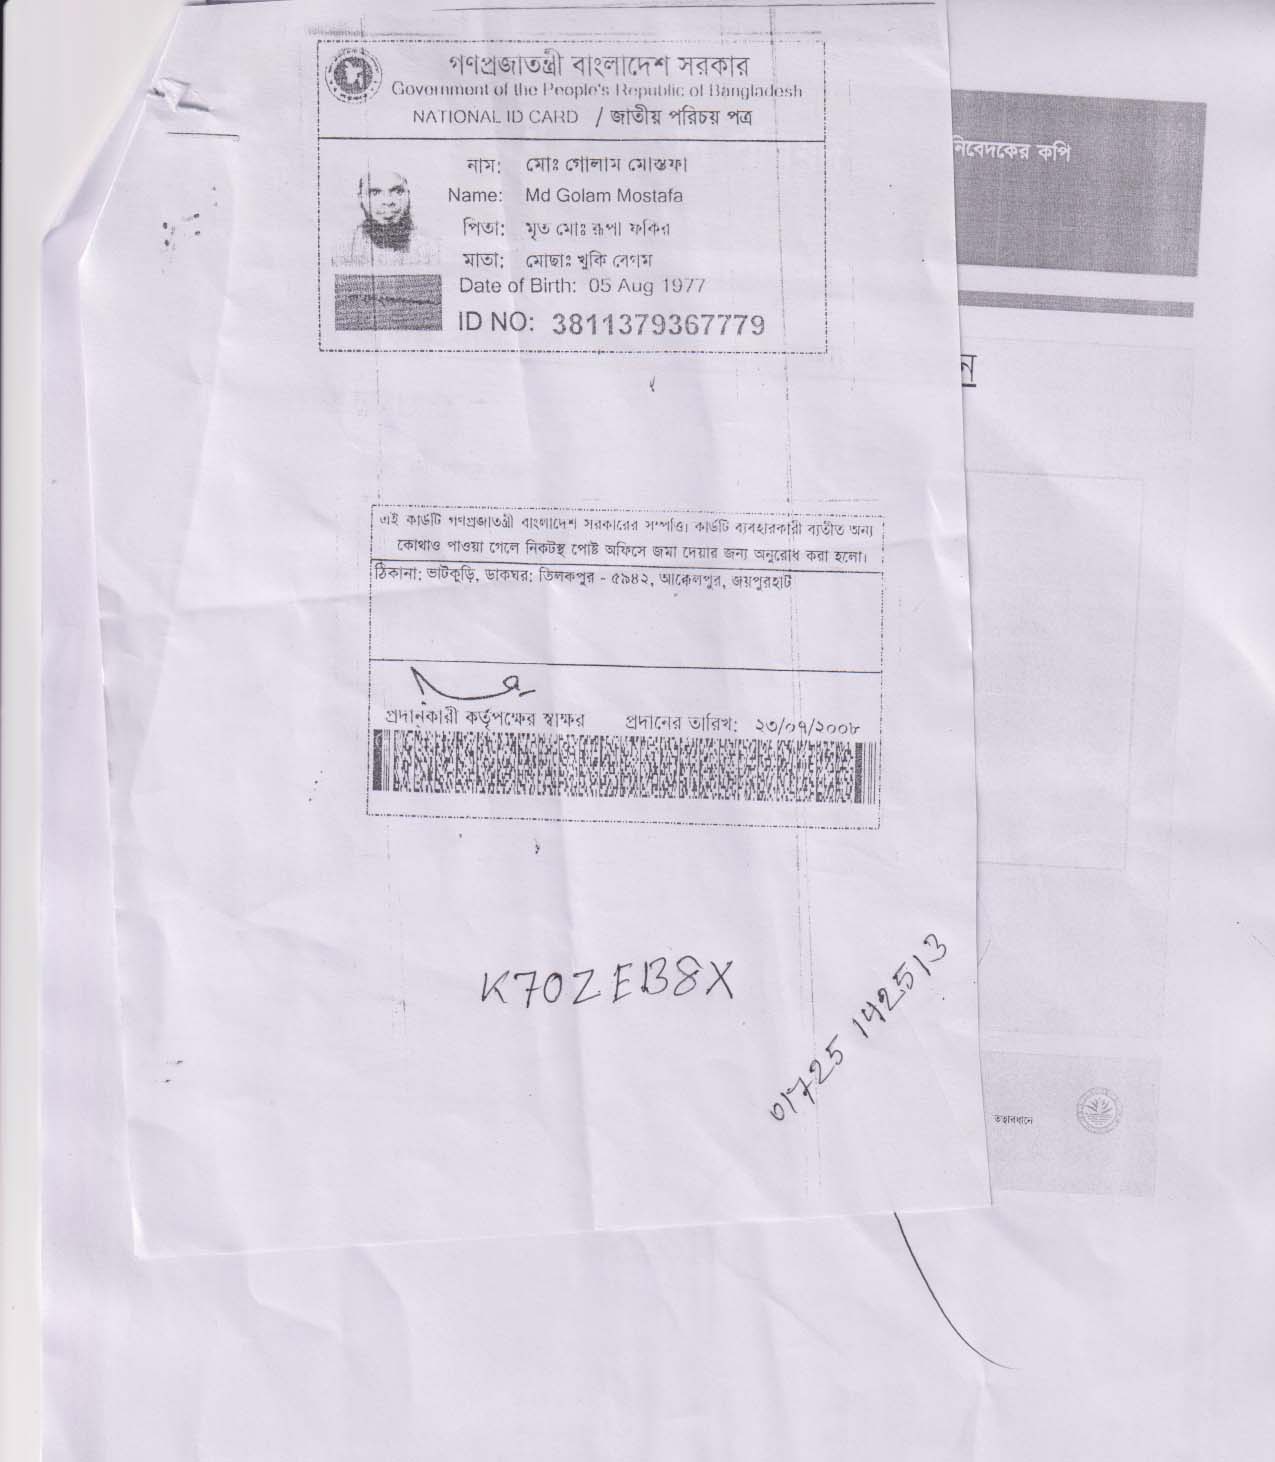 গণপ্রজাতন্ত্রী বাংলাদেশ সরকার
Government of the People's Republic of Bangladesh
NATIONAL ID CARD / জাতীয় পরিচয় পত্র
নাম: মোঃ গোলাম মোস্তফা
Name: Md Golam Mostafa
পিতা: মৃত মোঃ রূপা ফকির
মাতা: মোছাঃ খুকি বেগম
Date of Birth: 05 Aug 1977
ID NO: 3811379367779
নিবেদকের কপি
ন
এই কার্ডটি গণপ্রজাতন্ত্রী বাংলাদেশ সরকারের সম্পত্তি। কার্ডটি ব্যবহারকারী ব্যতীত অন্য
কোথাও পাওয়া গেলে নিকটস্থ পোষ্ট অফিসে জমা দেয়ার জন্য অনুরোধ করা হলো।
ঠিকানা: ভাটকুড়ি, ডাকঘর: তিলকপুর - ৫৯৪২, আক্কেলপুর, জয়পুরহাট
প্রদানকারী কর্তৃপক্ষের স্বাক্ষর প্রদানের তারিখ: ২৩/০৭/২০০৮
K70ZEB8X
01725 142513
তত্ত্বাবধানে